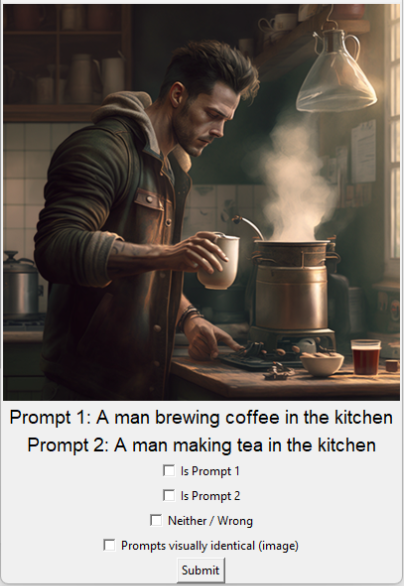 Prompt 1: A man brewing coffee in the kitchen
Prompt 2: A man making tea in the kitchen
Is Prompt 1
Is Prompt 2
Neither / Wrong
Prompts visually identical (image)
Submit